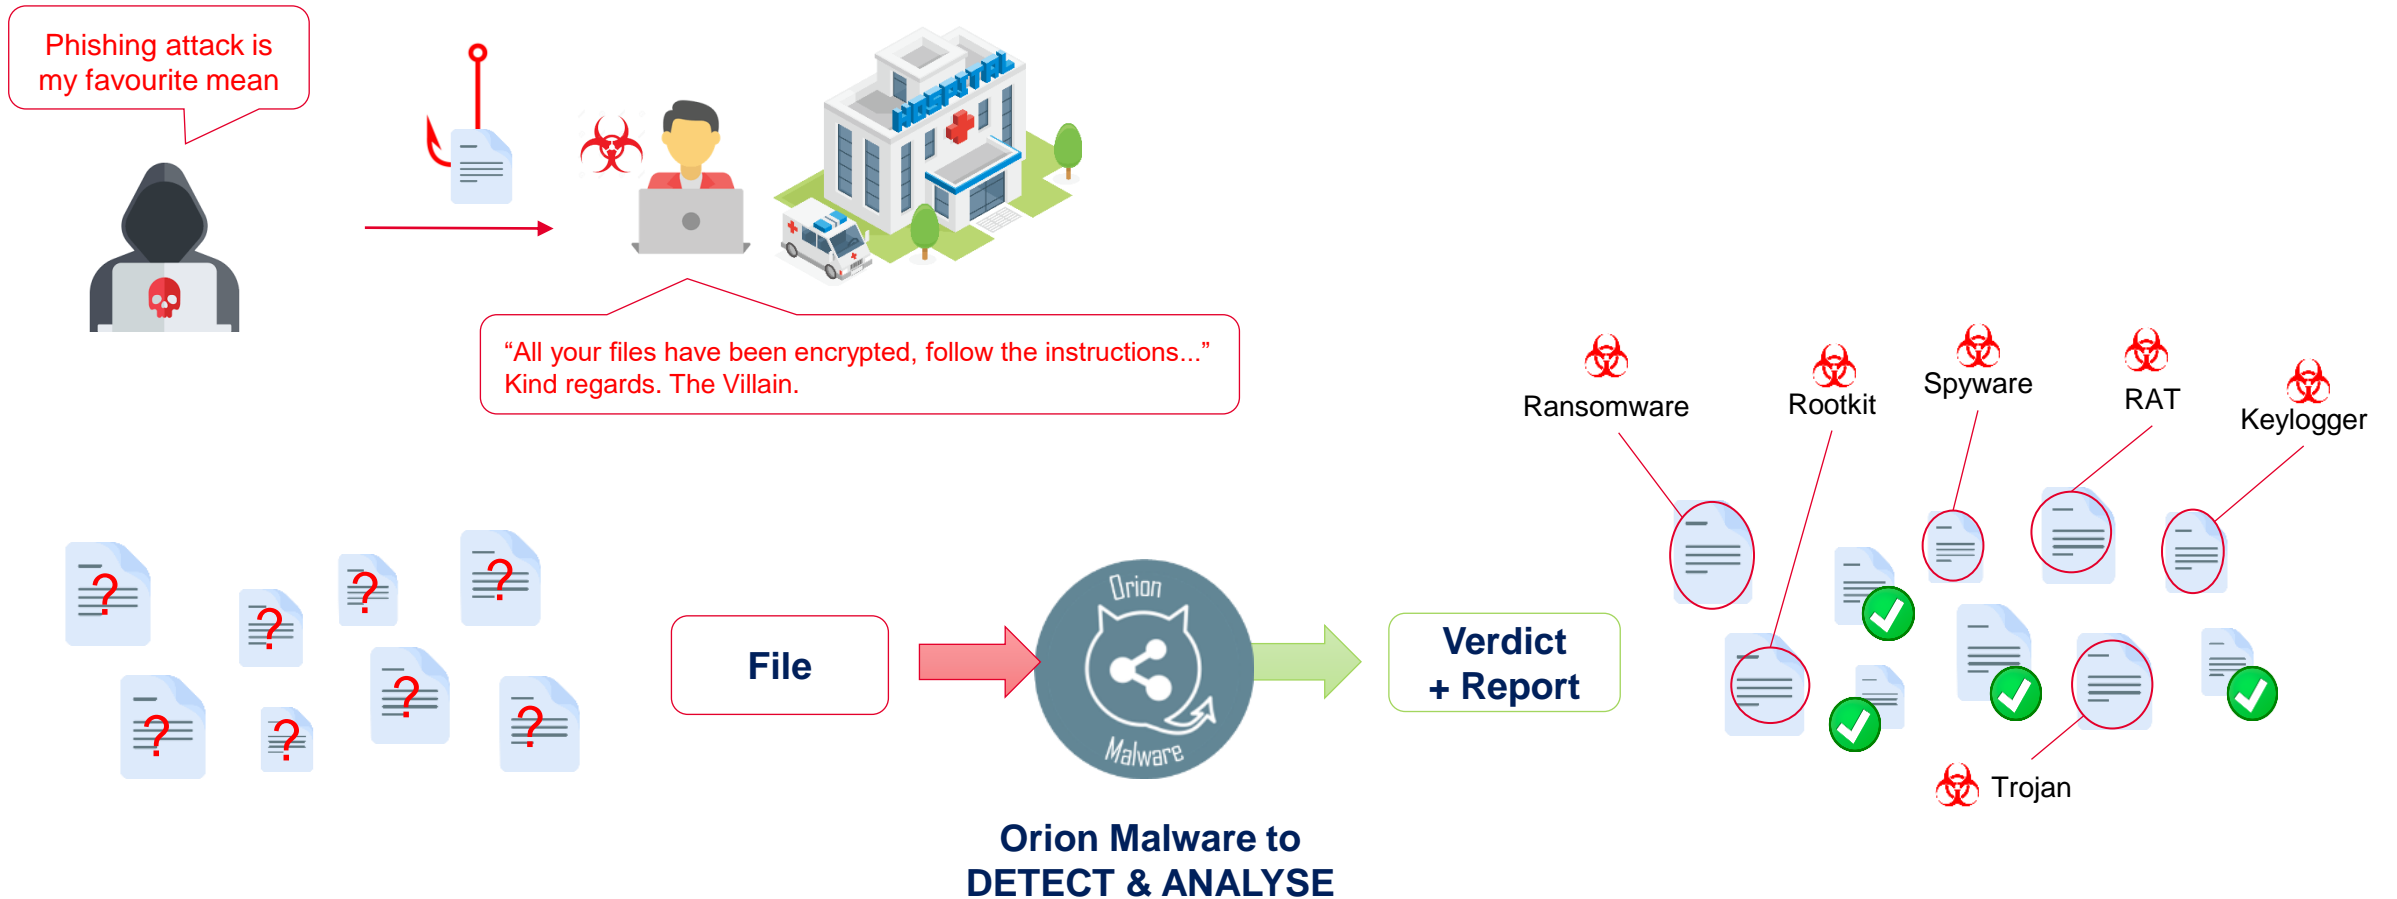 Phishing attack is
my favourite mean
HOSPITAL
“All your files have been encrypted, follow the instructions...”
Kind regards. The Villain.
Ransomware
Rootkit
Spyware
RAT
Keylogger
?
?
?
?
?
?
?
?
File
Orion
Malware
Verdict
+ Report
Trojan
Orion Malware to
DETECT & ANALYSE